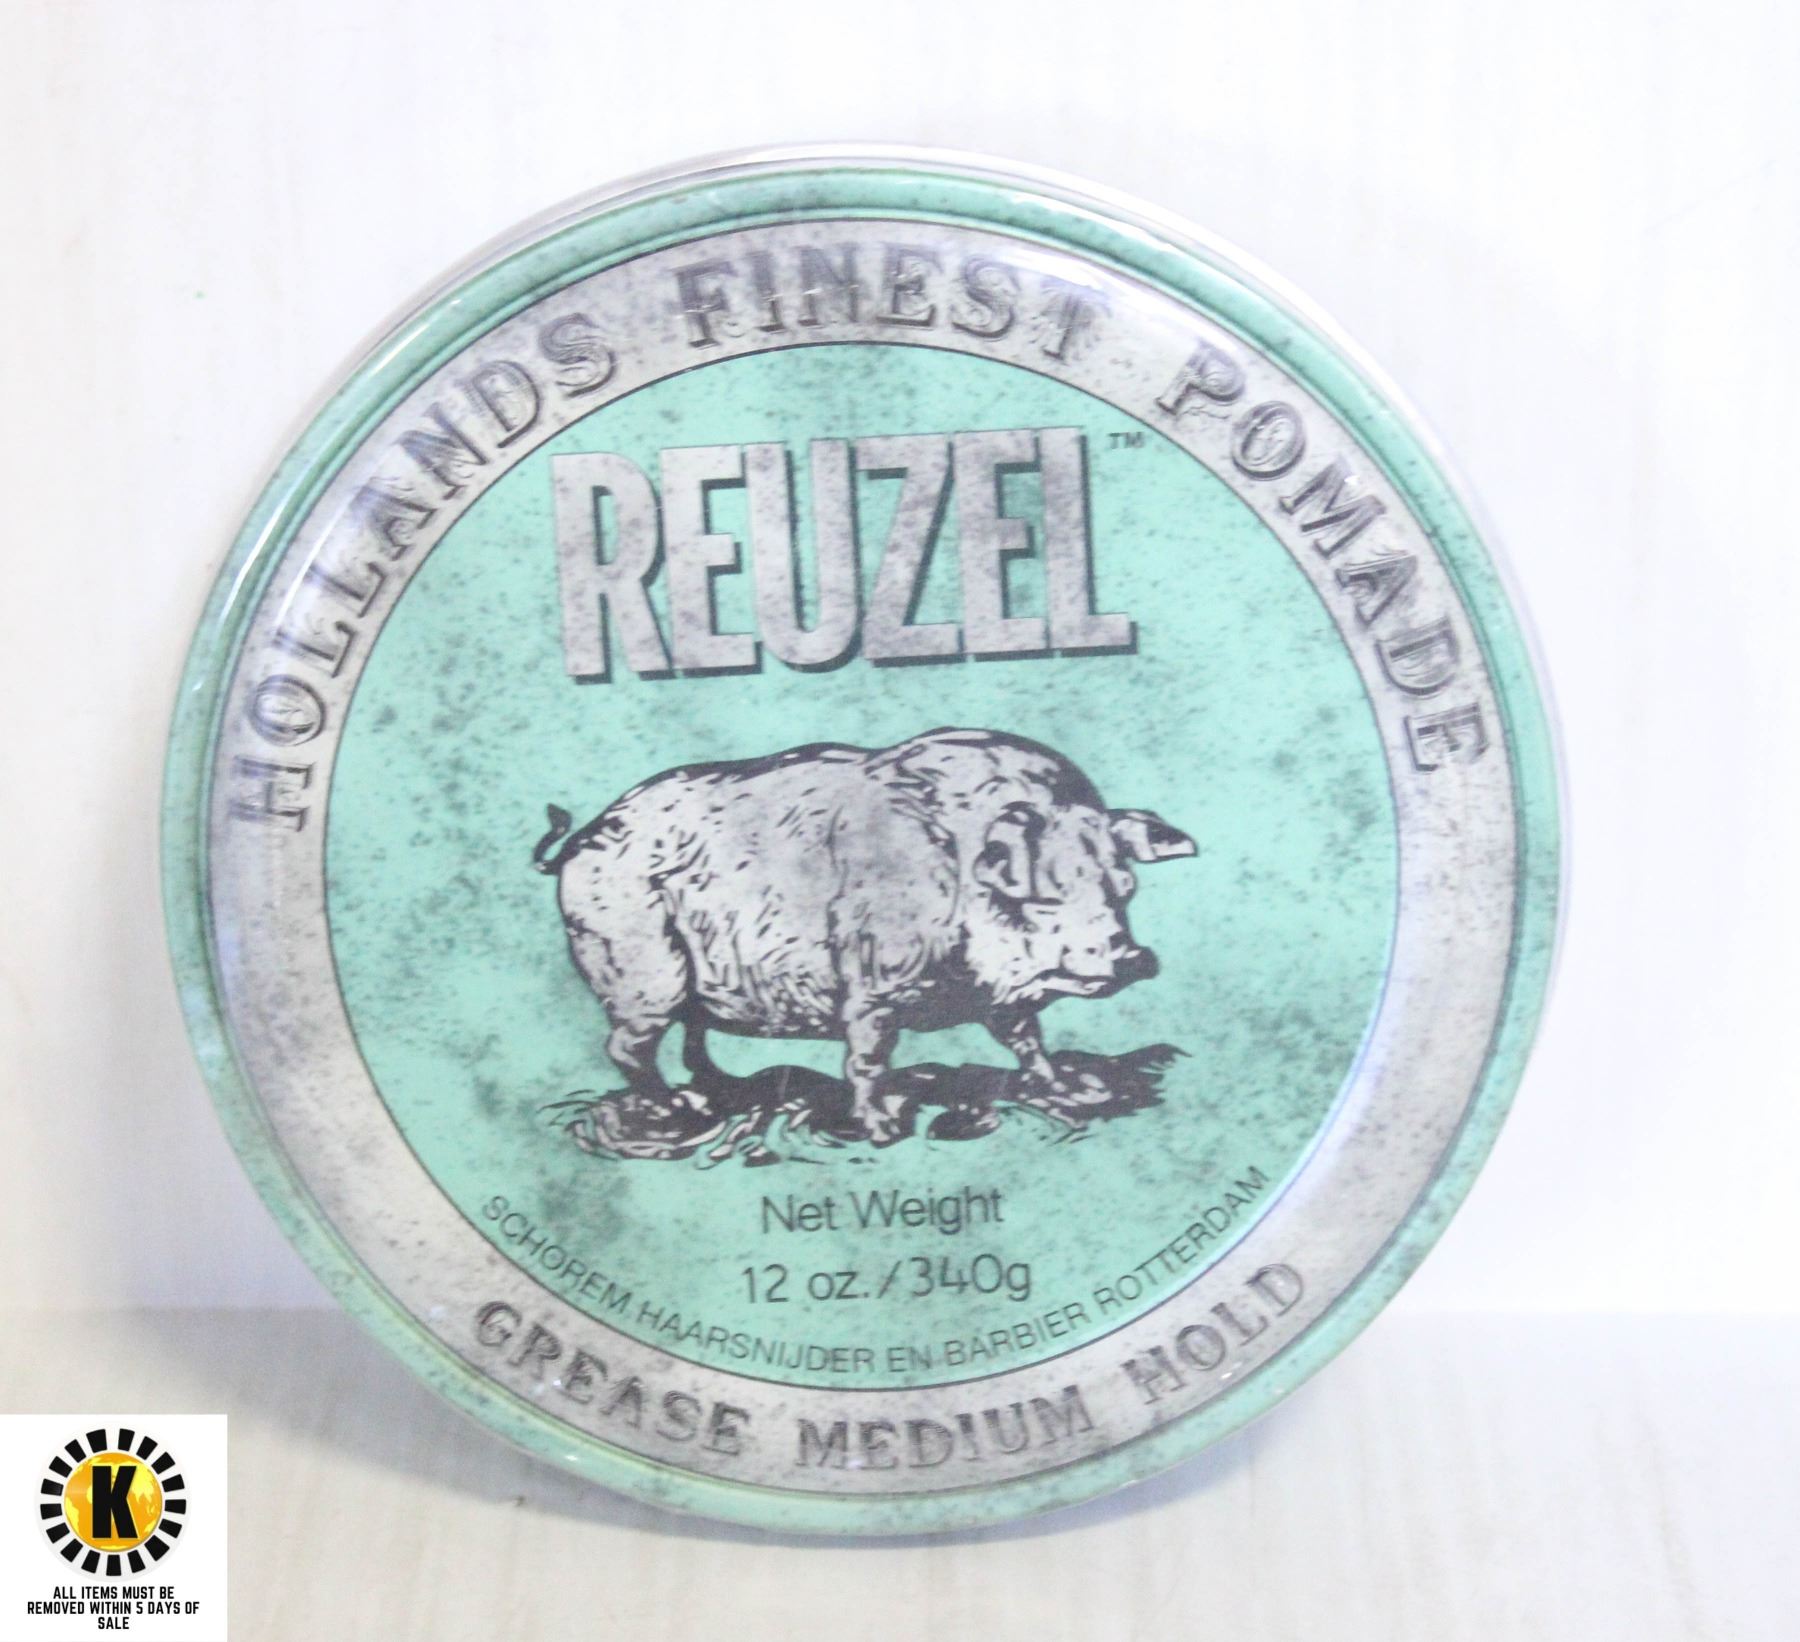 HOLLANDS FINEST POMADE
REUZEL™
Net Weight
12 oz./340g
SCHOREM HAARSNIJDER EN BARBIER ROTTERDAM
GREASE MEDIUM HOLD
K
ALL ITEMS MUST BE
REMOVED WITHIN 5 DAYS OF
SALE